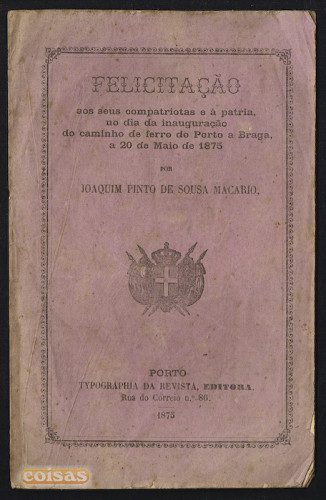 FELICITAÇÃO
aos seus compatriotas e á patria,
no dia da inauguração
do caminho de ferro do Porto a Braga,
a 20 de Maio de 1875
POR
JOAQUIM PINTO DE SOUSA MACARIO,
PORTO
TYPOGRAPHIA DA REVISTA, EDITORA.
Rua do Correio n.º 86.
1875
coisas